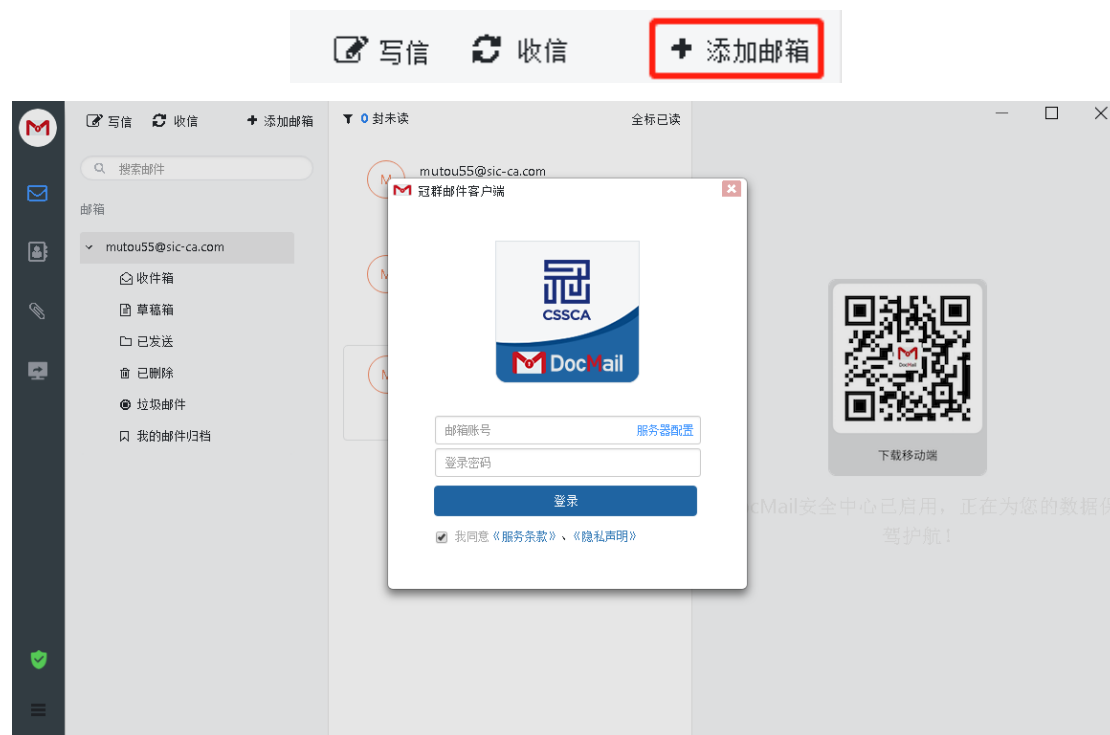 写信 收信 添加邮箱
写信 收信 添加邮箱
0 封未读 全标已读
搜索邮件
mutou55@sic-ca.com
冠群邮件客户端
邮箱
mutou55@sic-ca.com
收件箱
草稿箱
已发送
已删除
垃圾邮件
我的邮件归档
CSSCA
DocMail
邮箱账号 服务器配置
登录密码
登录
我同意《服务条款》、《隐私声明》
DocMail
下载移动端
cMail安全中心已启用，正在为您的数据保
驾护航！